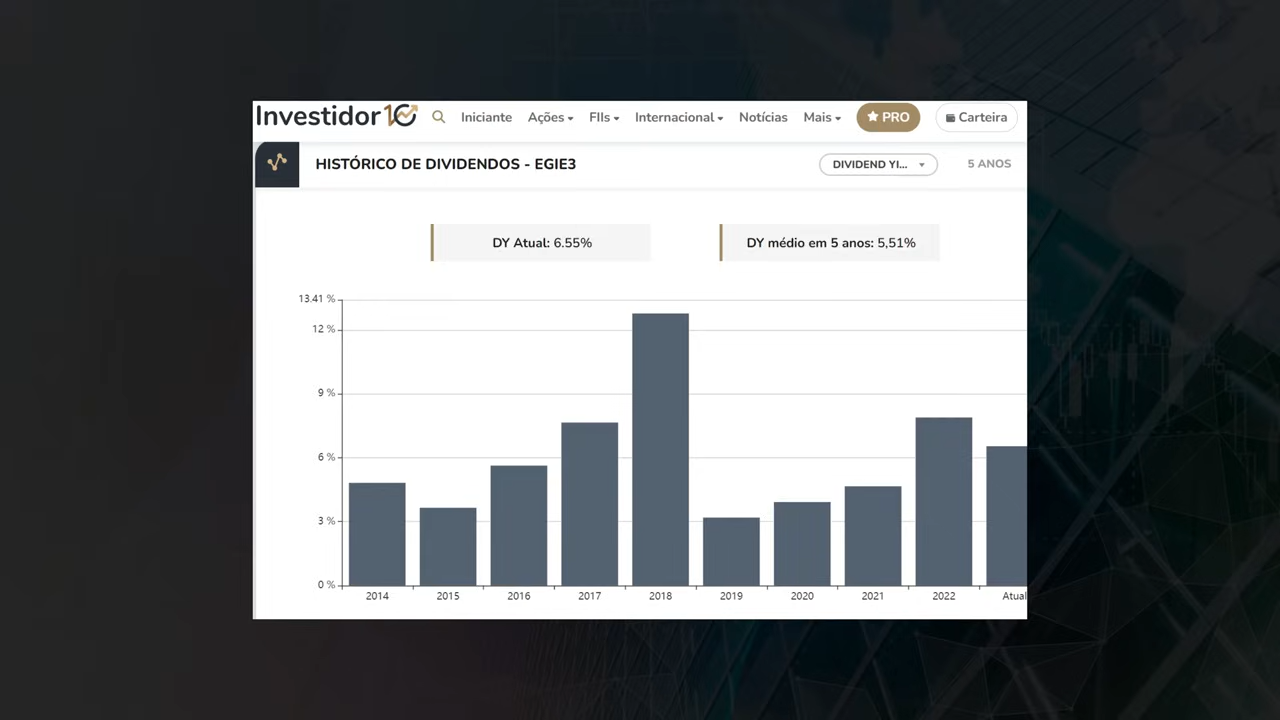 Investidor10 Iniciante Ações FIIs Internacional Notícias Mais PRO Carteira
HISTÓRICO DE DIVIDENDOS - EGIE3 DIVIDEND YI... 5 ANOS
DY Atual: 6.55% DY médio em 5 anos: 5,51%
13.41 %
12 %
9 %
6 %
3 %
0 %
2014 2015 2016 2017 2018 2019 2020 2021 2022 Atual